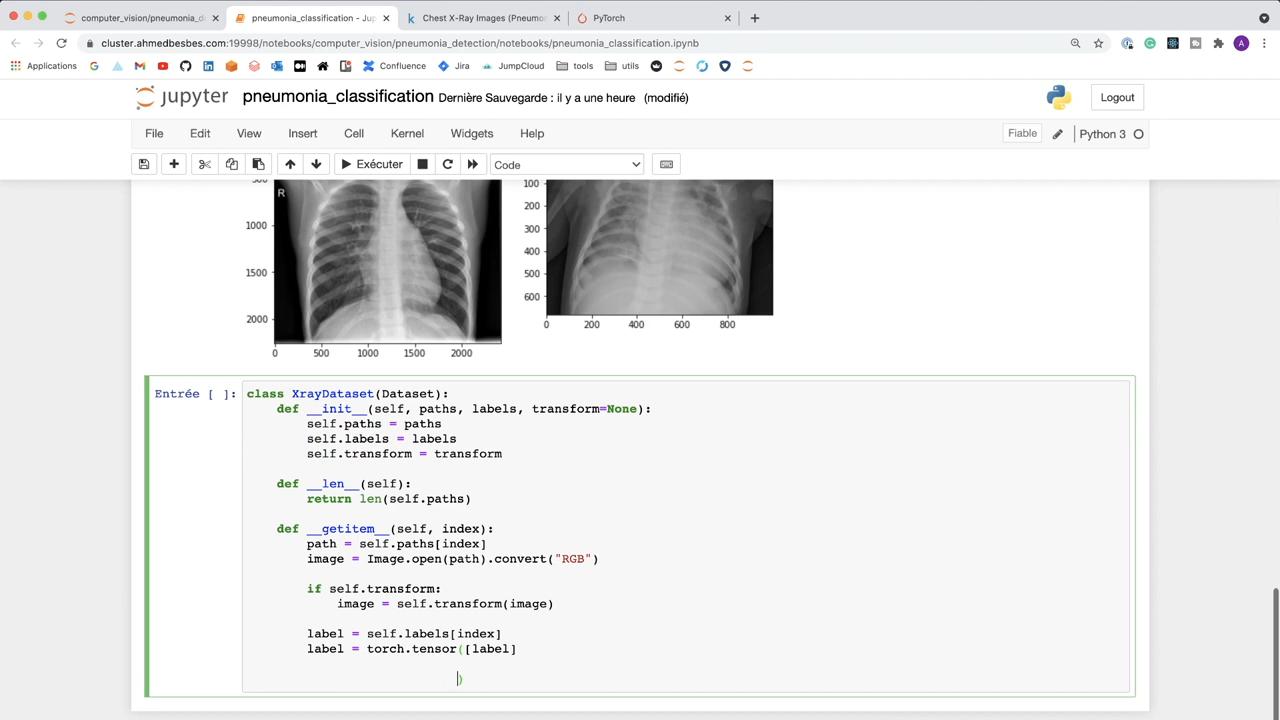 computer_vision/pneumonia_d
pneumonia_classification - Jup
Chest X-Ray Images (Pneumon
PyTorch
cluster.ahmedbesbes.com:19998/notebooks/computer_vision/pneumonia_detection/notebooks/pneumonia_classification.ipynb
A
Applications
Confluence
Jira
JumpCloud
tools
utils
jupyter pneumonia_classification Dernière Sauvegarde : il y a une heure (modifié)
Logout
File Edit View Insert Cell Kernel Widgets Help
Fiable
Python 3
Exécuter
Code
500
R
1000
1500
2000
0 500 1000 1500 2000
100
200
300
400
500
600
0 200 400 600 800
Entrée [ ]:
class XrayDataset(Dataset):
def __init__(self, paths, labels, transform=None):
self.paths = paths
self.labels = labels
self.transform = transform
def __len__(self):
return len(self.paths)
def __getitem__(self, index):
path = self.paths[index]
image = Image.open(path).convert("RGB")
if self.transform:
image = self.transform(image)
label = self.labels[index]
label = torch.tensor([label]
)